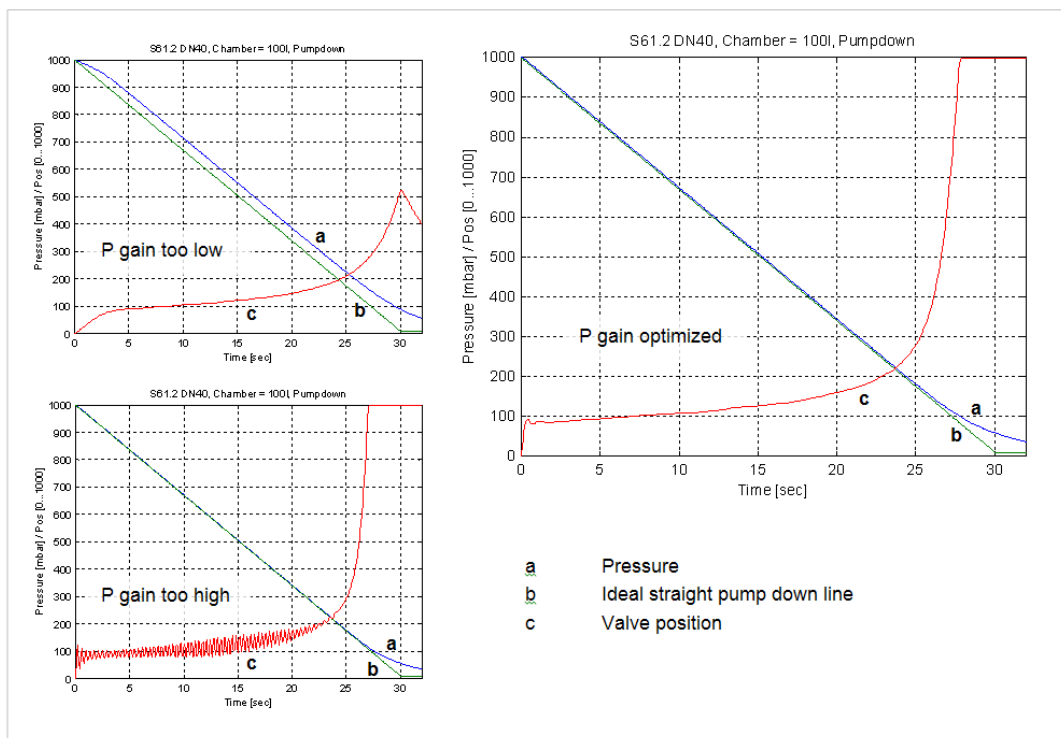 S61.2 DN40, Chamber = 100l, Pumpdown
Pressure [mbar] / Pos [0...1000]
1000
900
800
700
600
500
400
300
200
100
0
P gain too low
a
b
c
0 5 10 15 20 25 30
Time [sec]
S61.2 DN40, Chamber = 100l, Pumpdown
Pressure [mbar] / Pos [0...1000]
1000
900
800
700
600
500
400
300
200
100
0
P gain too high
a
b
c
0 5 10 15 20 25 30
Time [sec]
S61.2 DN40, Chamber = 100l, Pumpdown
Pressure [mbar] / Pos [0...1000]
1000
900
800
700
600
500
400
300
200
100
0
P gain optimized
c
a
b
0 5 10 15 20 25 30
Time [sec]
a Pressure
b Ideal straight pump down line
c Valve position